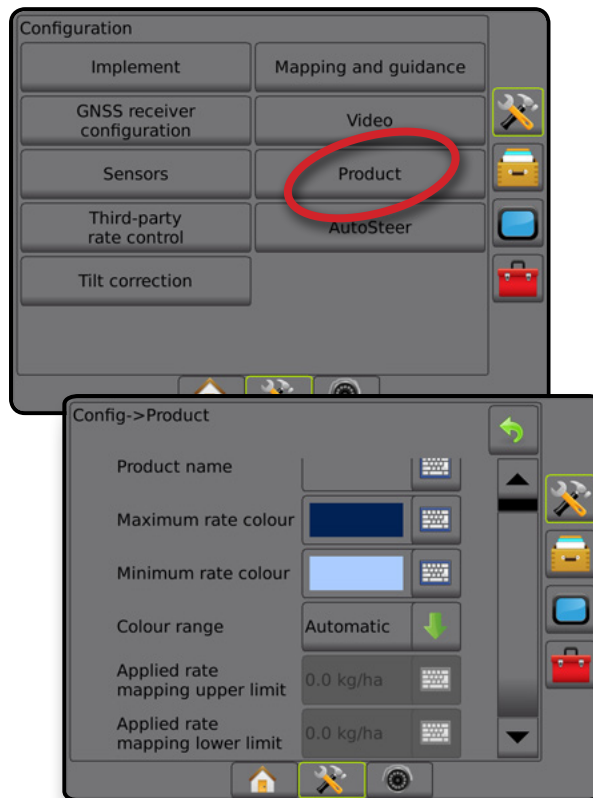 Configuration
Implement
Mapping and guidance
GNSS receiver
configuration
Video
Sensors
Product
Third-party
rate control
AutoSteer
Tilt correction
Config->Product
Product name
Maximum rate colour
Minimum rate colour
Colour range
Automatic
Applied rate
mapping upper limit
0.0 kg/ha
Applied rate
mapping lower limit
0.0 kg/ha